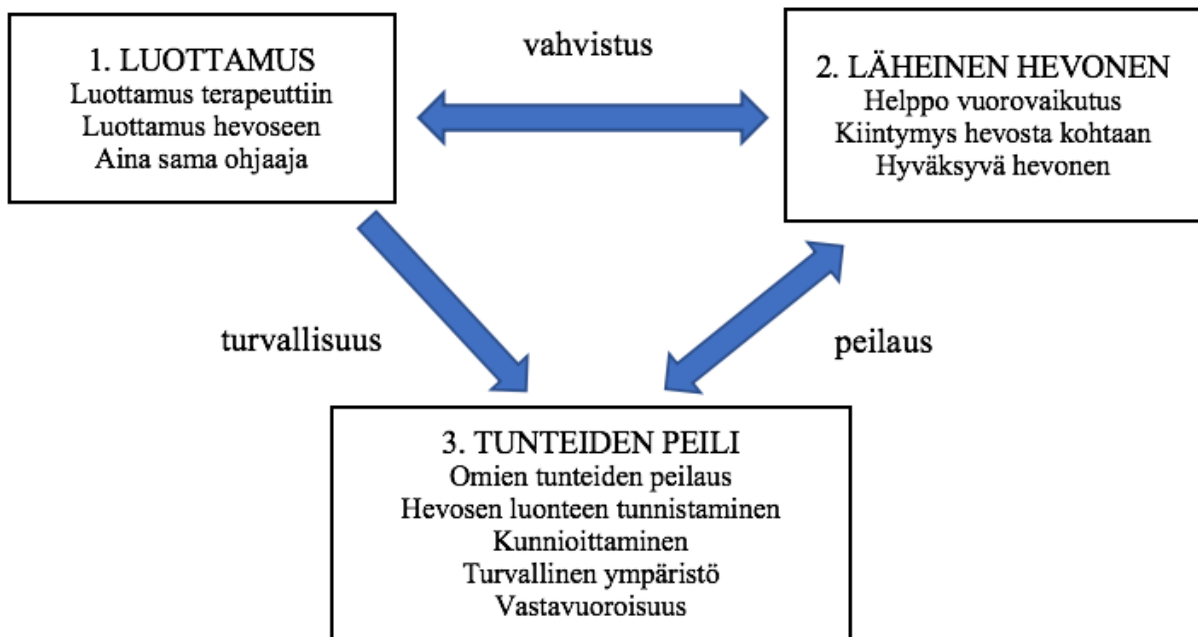 1. LUOTTAMUS
Luottamus terapeuttiin
Luottamus hevoseen
Aina sama ohjaaja
vahvistus
2. LÄHEINEN HEVONEN
Helppo vuorovaikutus
Kiintymys hevosta kohtaan
Hyväksyvä hevonen
turvallisuus
peilaus
3. TUNTEIDEN PEILI
Omien tunteiden peilaus
Hevosen luonteen tunnistaminen
Kunnioittaminen
Turvallinen ympäristö
Vastavuoroisuus